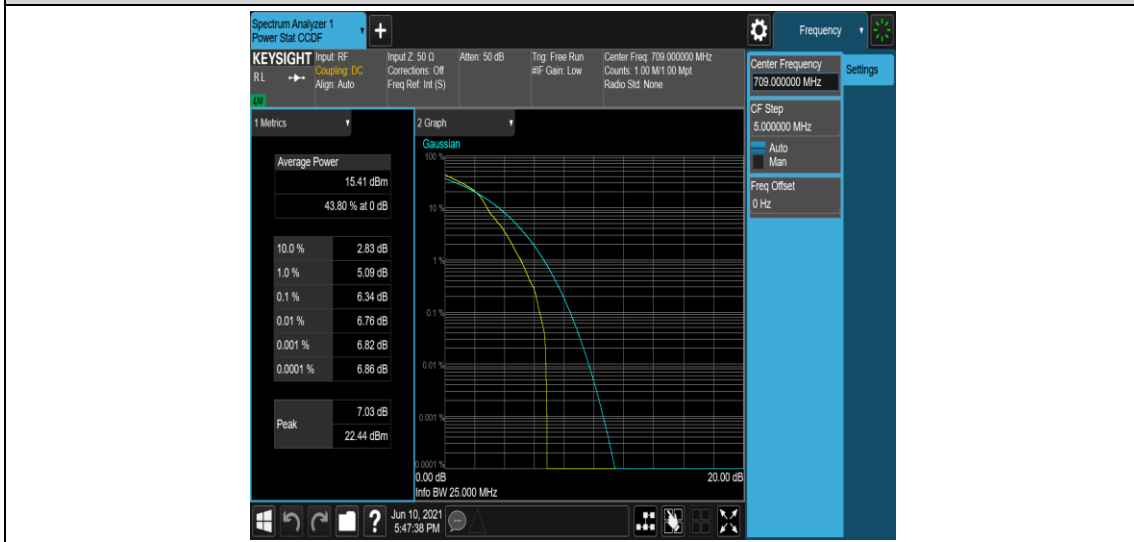 Spectrum Analyzer 1
Power Stat CCDF
+
Frequency
KEYSIGHT
RL
LXI
Input: RF
Coupling: DC
Align: Auto
Input Z: 50 Ω
Corrections: Off
Freq Ref: Int (S)
Atten: 50 dB
Trig: Free Run
#IF Gain: Low
Center Freq: 709.000000 MHz
Counts: 1.00 M/1.00 Mpt
Radio Std: None
Center Frequency
709.000000 MHz
Settings
CF Step
5.000000 MHz
Auto
Man
Freq Offset
0 Hz
1 Metrics
Average Power
15.41 dBm
43.80 % at 0 dB
10.0 % 2.83 dB
1.0 % 5.09 dB
0.1 % 6.34 dB
0.01 % 6.76 dB
0.001 % 6.82 dB
0.0001 % 6.86 dB
Peak
7.03 dB
22.44 dBm
2 Graph
Gaussian
100 %
10 %
1 %
0.1 %
0.01 %
0.001 %
0.0001 %
0.00 dB 20.00 dB
Info BW 25.000 MHz
?
Jun 10, 2021
5:47:38 PM